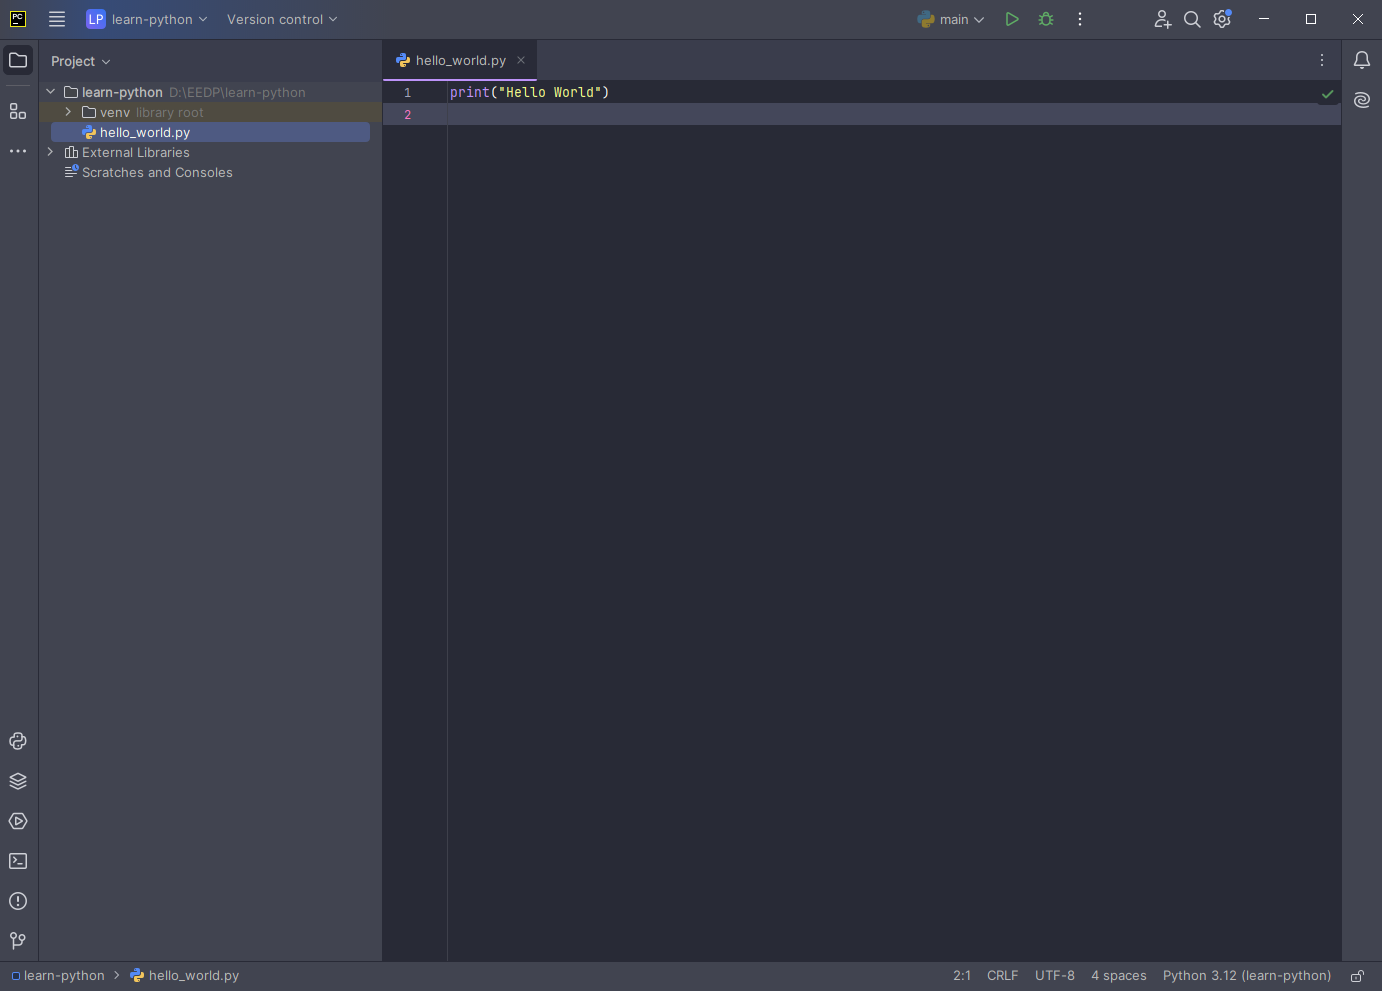 PC LP learn-python Version control main
Project
hello_world.py
learn-python D:\EEDP\learn-python
venv library root
hello_world.py
External Libraries
Scratches and Consoles
1 print("Hello World")
2
learn-python > hello_world.py 2:1 CRLF UTF-8 4 spaces Python 3.12 (learn-python)